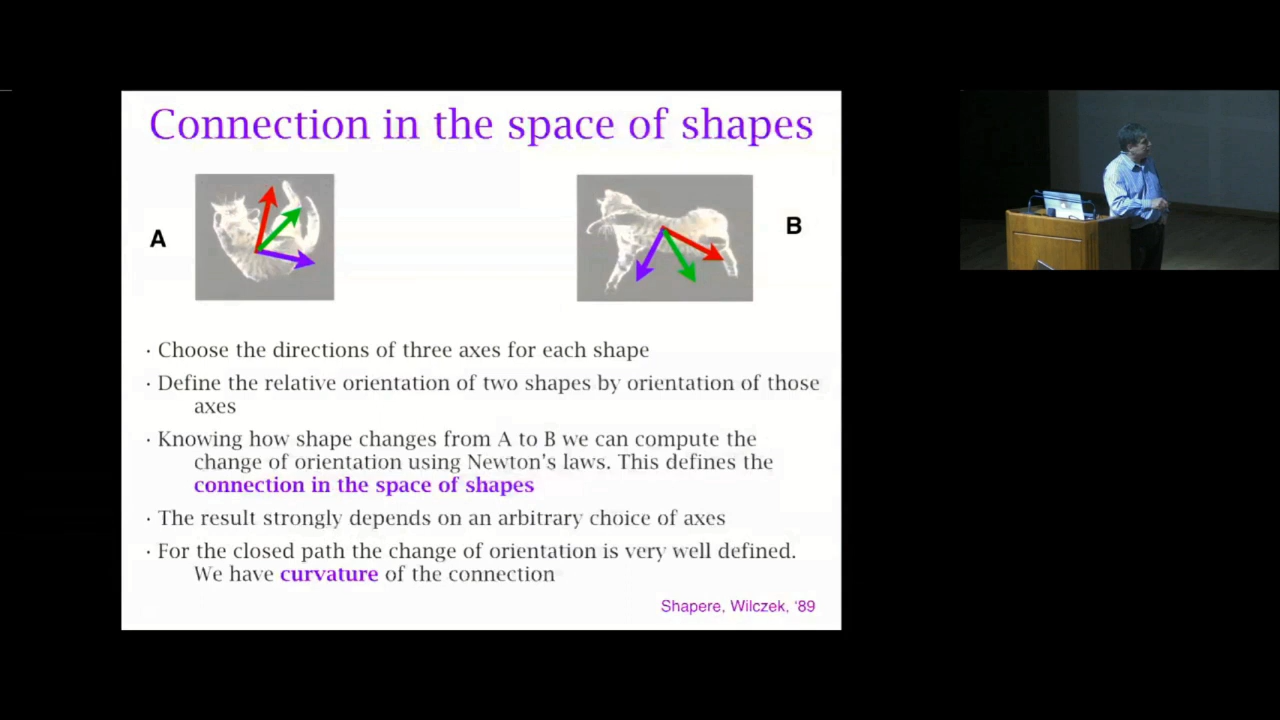 Connection in the space of shapes
A
B
· Choose the directions of three axes for each shape
· Define the relative orientation of two shapes by orientation of those
axes
· Knowing how shape changes from A to B we can compute the
change of orientation using Newton's laws. This defines the
connection in the space of shapes
· The result strongly depends on an arbitrary choice of axes
· For the closed path the change of orientation is very well defined.
We have curvature of the connection
Shapere, Wilczek, '89